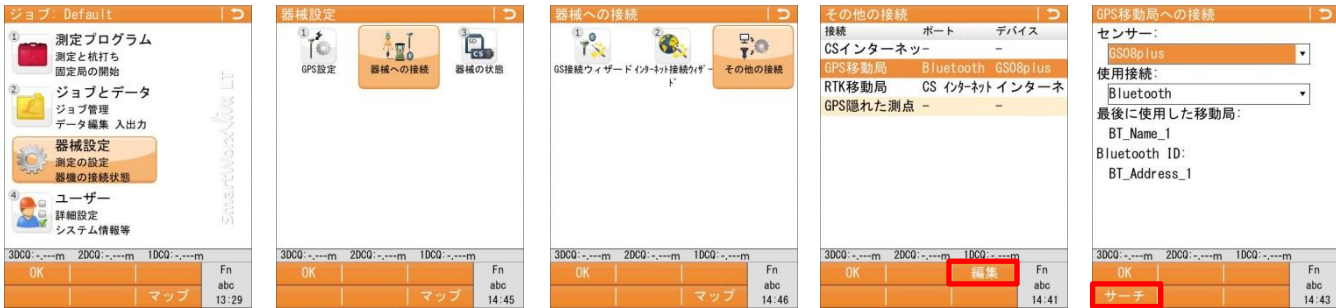 ジョブ: Default
1
測定プログラム
測定と杭打ち
固定局の開始
2
ジョブとデータ
ジョブ管理
データ編集 入出力
器械設定
測定の設定
器機の接続状態
4
ユーザー
詳細設定
システム情報等
SmartWorx Viva LT
3DCQ:-.---m 2DCQ:-.---m 1DCQ:-.---m
OK
Fn
abc
マップ
13:29
器械設定
1
3
GPS設定
器械への接続
器械の状態
3DCQ:-.---m 2DCQ:-.---m 1DCQ:-.---m
OK
Fn
abc
マップ
14:45
器械への接続
1
2
GS接続ウィザード
インターネット接続ウィザード
その他の接続
3DCQ:-.---m 2DCQ:-.---m 1DCQ:-.---m
OK
Fn
abc
マップ
14:46
その他の接続
接続 ポート デバイス
CSインターネッ- -
GPS移動局 Bluetooth GS08plus
RTK移動局 CS インターネット インターネ
GPS隠れた測点 - -
3DCQ:-.---m 2DCQ:-.---m 1DCQ:-.---m
OK
編集
Fn
abc
14:41
GPS移動局への接続
センサー:
GS08plus
使用接続:
Bluetooth
最後に使用した移動局:
BT_Name_1
Bluetooth ID:
BT_Address_1
3DCQ:-.---m 2DCQ:-.---m 1DCQ:-.---m
OK
Fn
abc
サーチ
14:43